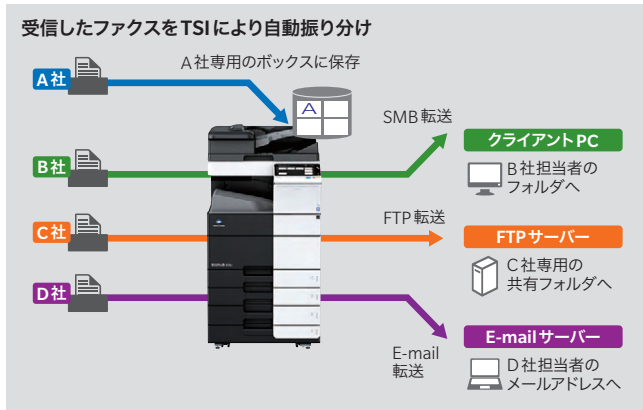 受信したファクスをTSIにより自動振り分け
A社専用のボックスに保存
A社
A
SMB転送
クライアントPC
B社
B社担当者の
フォルダへ
C社
FTP転送
FTPサーバー
C社専用の
共有フォルダへ
D社
E-mailサーバー
E-mail
転送
D社担当者の
メールアドレスへ